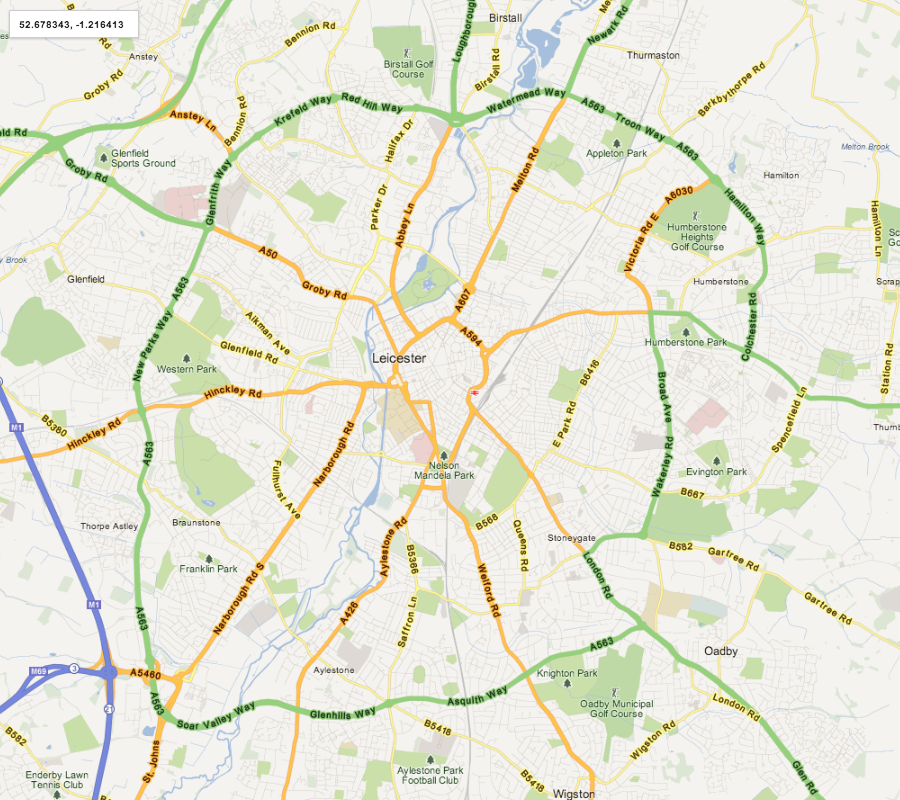 52.678343, -1.216413
Birstall
Bennion Rd
Loughborough
Newark Rd
Anstey
Thurmaston
Birstall Golf
Course
Birstall Rd
Groby Rd
Barkbythorpe Rd
Watermead Way
A563
Krefeld Way
Red Hill Way
Anstey Ln
Bennion Rd
Troon Way
Halifax Dr
A563
Appleton Park
Melton Brook
Glenfield
Sports Ground
Groby Rd
Melton Rd
Hamilton
A6030
Parker Dr
Glenfrith Way
Abbey Ln
Hamilton Way
Hamilton Ln
Humberstone
Heights
Golf Course
Victoria Rd E
A50
Brook
Glenfield
A563
Groby Rd
Humberstone
A607
Colchester Rd
New Parks Way
Aikman Ave
A594
Humberstone Park
Glenfield Rd
Leicester
Western Park
Station Rd
B6416
Hinckley Rd
Broad Ave
M1
B5380
Hinckley Rd
E Park Rd
Spencefield Ln
A563
Narborough Rd
Nelson
Mandela Park
Wakerley Rd
Evington Park
Fulhurst Ave
B667
Thorpe Astley
Braunstone
Aylestone Rd
B568
Queens Rd
Stoneygate
B582
Gartree Rd
B5366
Franklin Park
London Rd
Welford Rd
Narborough Rd S
M1
Gartree Rd
A563
A426
Saffron Ln
A563
Oadby
M69
3
A5460
Aylestone
Knighton Park
A563
Asquith Way
Oadby Municipal
Golf Course
21
Soar Valley Way
Glenhills Way
London Rd
B582
B5418
Wigston Rd
St. Johns
Glen Rd
Enderby Lawn
Tennis Club
Aylestone Park
Football Club
B5418
Wigston